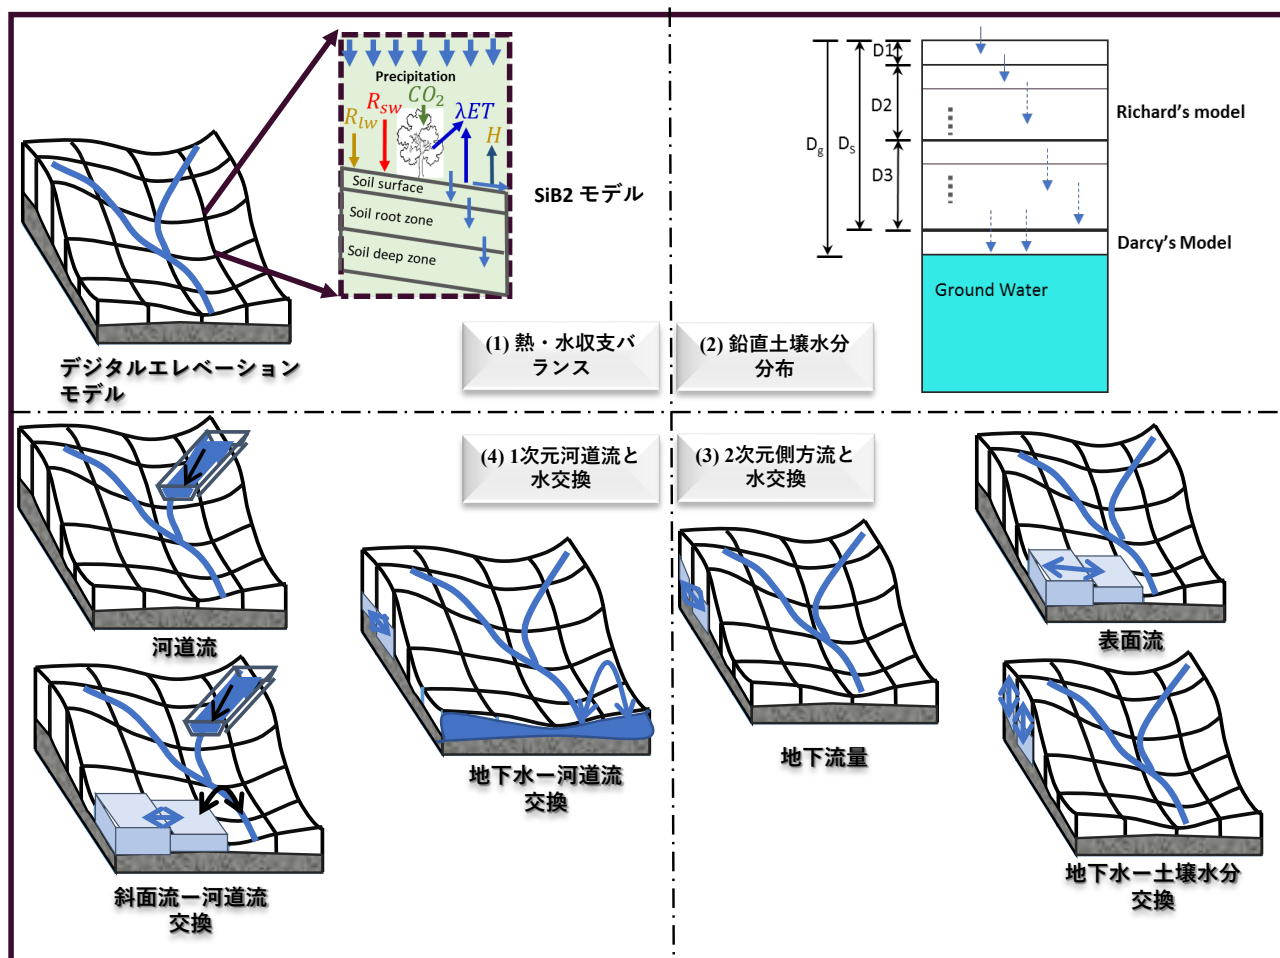 Precipitation
CO₂
R_sw
R_lw
λET
H
Soil surface
Soil root zone
Soil deep zone
SiB2 モデル
デジタルエレベーション
モデル
(1) 熱・水収支バ
ランス
(2) 鉛直土壌水分
分布
D1
D2
D3
D_g
D_s
Richard's model
Darcy's Model
Ground Water
(4) 1次元河道流と
水交換
(3) 2次元側方流と
水交換
河道流
斜面流ー河道流
交換
地下水ー河道流
交換
地下流量
表面流
地下水ー土壌水分
交換